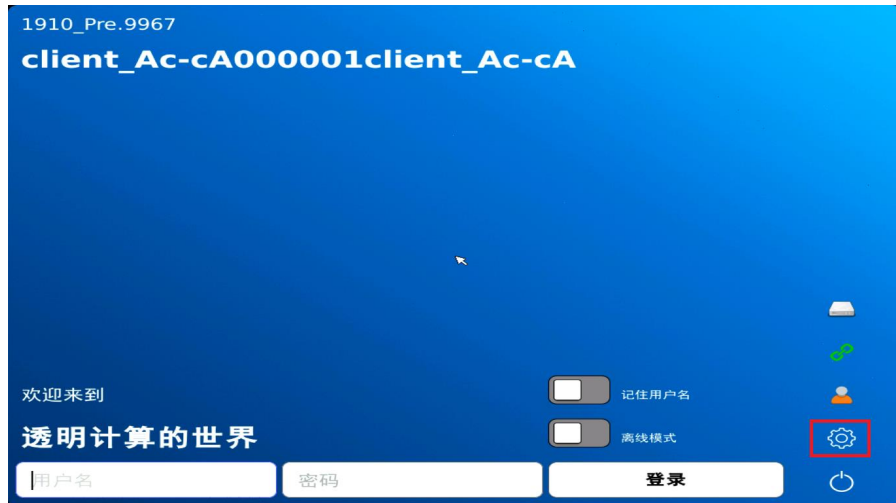 1910_Pre.9967
client_Ac-cA000001client_Ac-cA
欢迎来到
记住用户名
透明计算的世界
离线模式
用户名
密码
登录